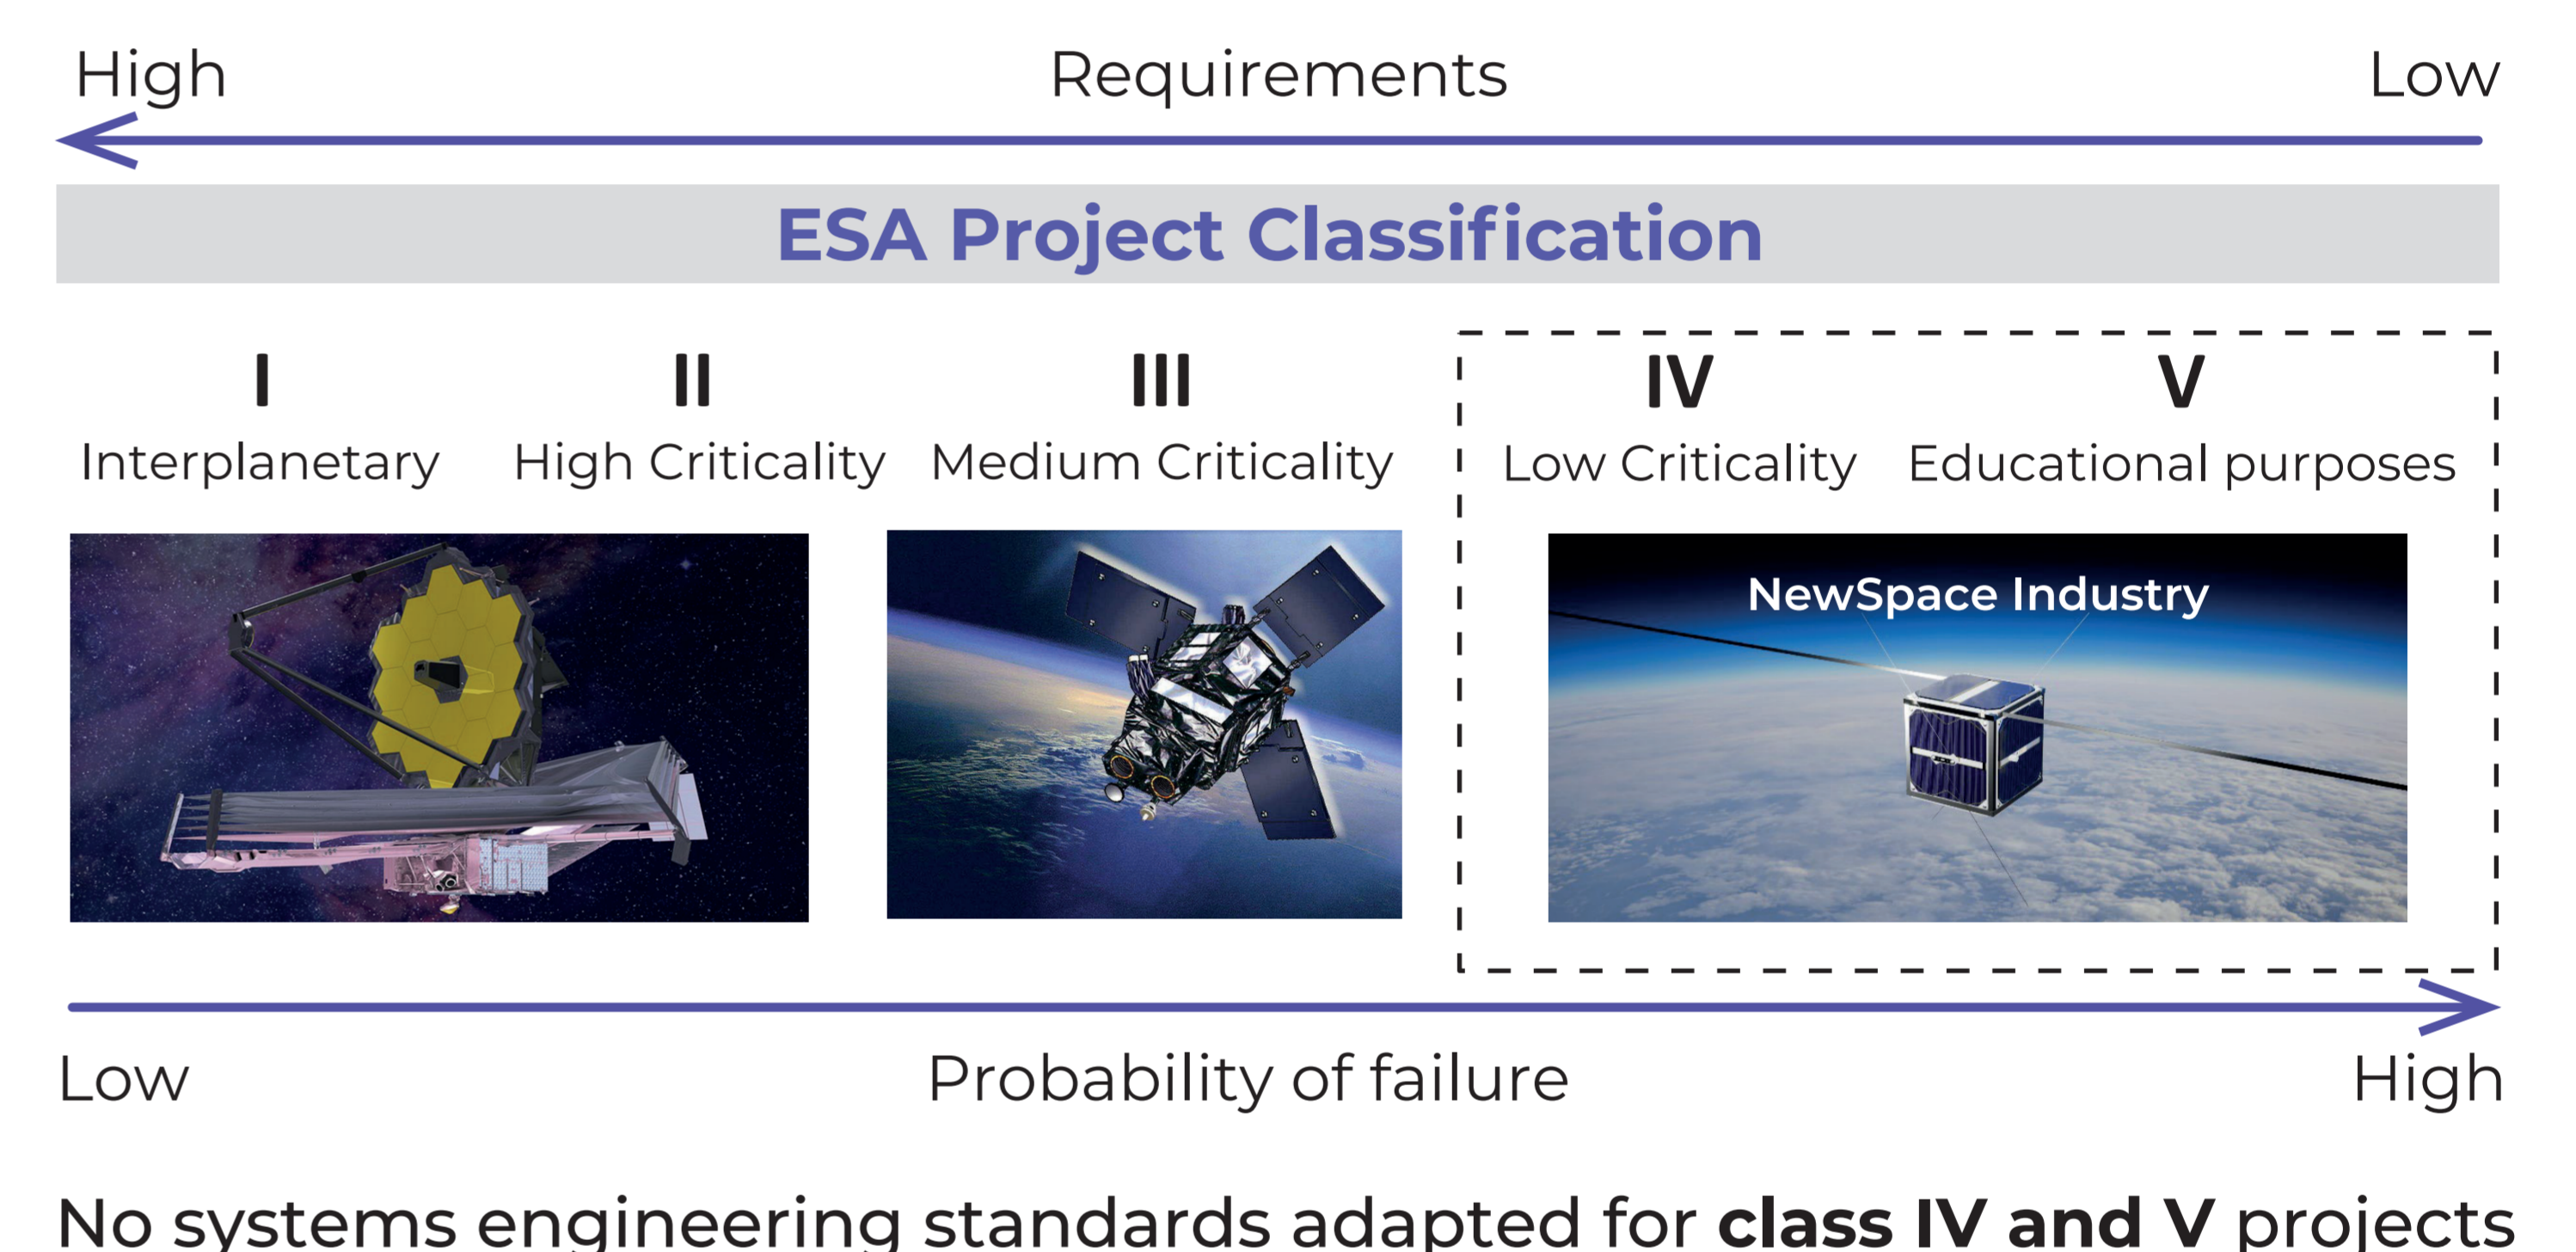 High Requirements Low
ESA Project Classification
I II III IV V
Interplanetary High Criticality Medium Criticality Low Criticality Educational purposes
NewSpace Industry
Low Probability of failure High
No systems engineering standards adapted for class IV and V projects